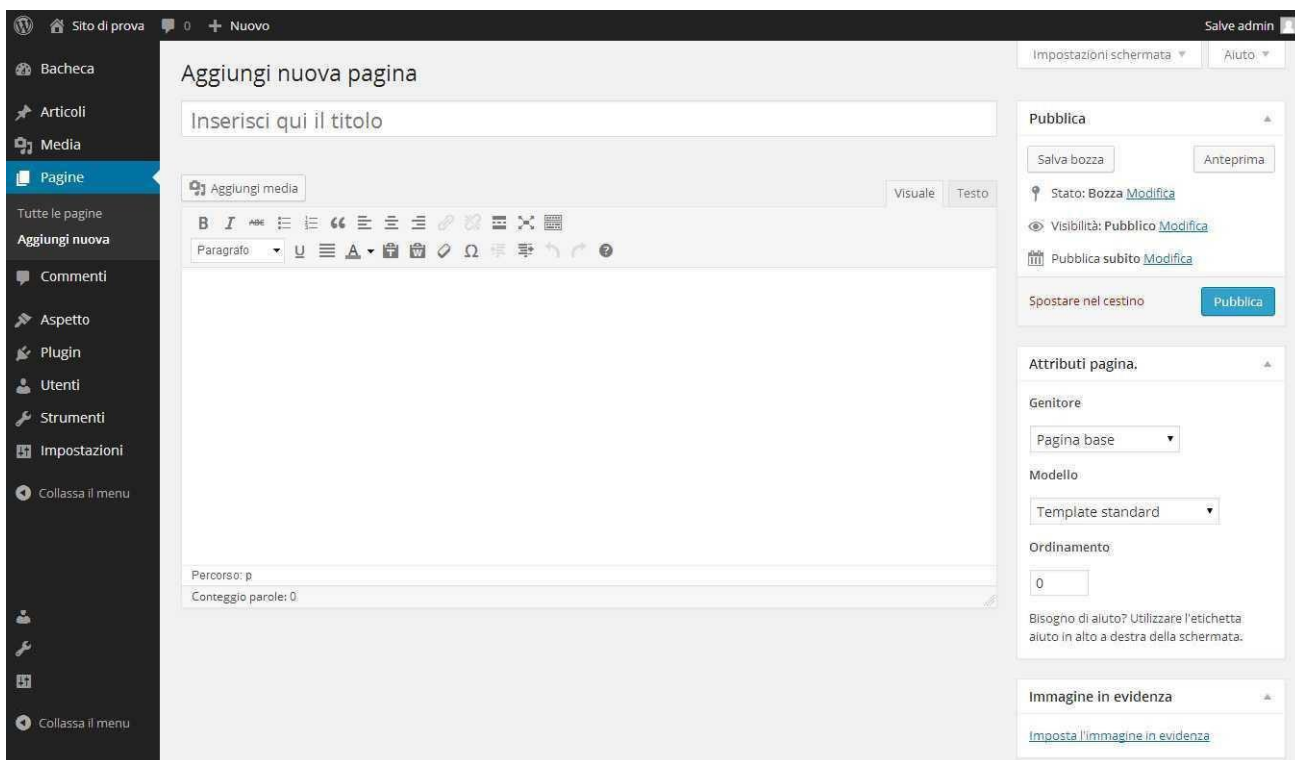 Sito di prova 0 + Nuovo Salve admin
Impostazioni schermata Aiuto
Bacheca
Articoli
Media
Pagine
Tutte le pagine
Aggiungi nuova
Commenti
Aspetto
Plugin
Utenti
Strumenti
Impostazioni
Collassa il menu
Collassa il menu
Aggiungi nuova pagina
Inserisci qui il titolo
Aggiungi media
Visuale Testo
B I ABC
Paragrafo U A T W Ω ?
Percorso: p
Conteggio parole: 0
Pubblica
Salva bozza Anteprima
Stato: Bozza Modifica
Visibilità: Pubblico Modifica
Pubblica subito Modifica
Spostare nel cestino Pubblica
Attributi pagina.
Genitore
Pagina base
Modello
Template standard
Ordinamento
0
Bisogno di aiuto? Utilizzare l'etichetta
aiuto in alto a destra della schermata.
Immagine in evidenza
Imposta l'immagine in evidenza